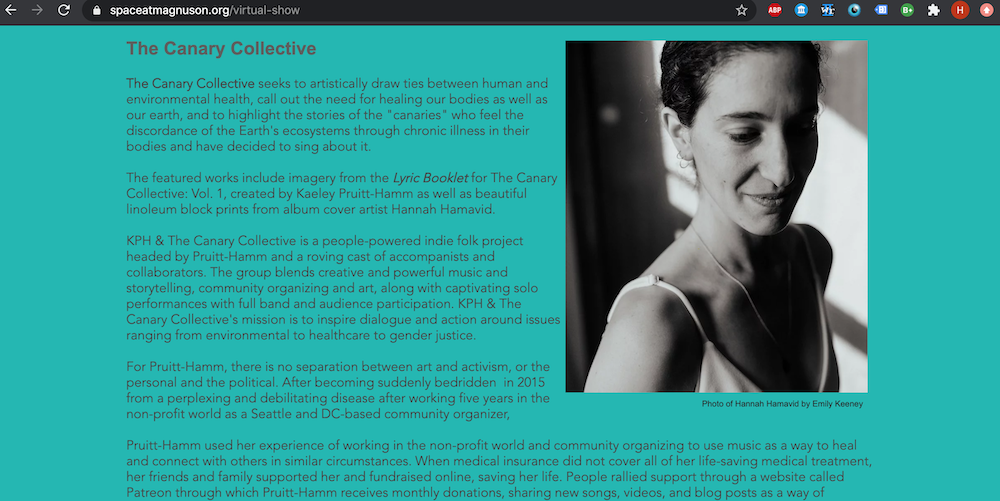 spaceatmagnuson.org/virtual-show
ABP
B+
H
The Canary Collective
The Canary Collective seeks to artistically draw ties between human and
environmental health, call out the need for healing our bodies as well as
our earth, and to highlight the stories of the "canaries" who feel the
discordance of the Earth's ecosystems through chronic illness in their
bodies and have decided to sing about it.
The featured works include imagery from the Lyric Booklet for The Canary
Collective: Vol. 1, created by Kaeley Pruitt-Hamm as well as beautiful
linoleum block prints from album cover artist Hannah Hamavid.
KPH & The Canary Collective is a people-powered indie folk project
headed by Pruitt-Hamm and a roving cast of accompanists and
collaborators. The group blends creative and powerful music and
storytelling, community organizing and art, along with captivating solo
performances with full band and audience participation. KPH & The
Canary Collective's mission is to inspire dialogue and action around issues
ranging from environmental to healthcare to gender justice.
For Pruitt-Hamm, there is no separation between art and activism, or the
personal and the political. After becoming suddenly bedridden in 2015
from a perplexing and debilitating disease after working five years in the
non-profit world as a Seattle and DC-based community organizer,
Photo of Hannah Hamavid by Emily Keeney
Pruitt-Hamm used her experience of working in the non-profit world and community organizing to use music as a way to heal
and connect with others in similar circumstances. When medical insurance did not cover all of her life-saving medical treatment,
her friends and family supported her and fundraised online, saving her life. People rallied support through a website called
Patreon through which Pruitt-Hamm receives monthly donations, sharing new songs, videos, and blog posts as a way of